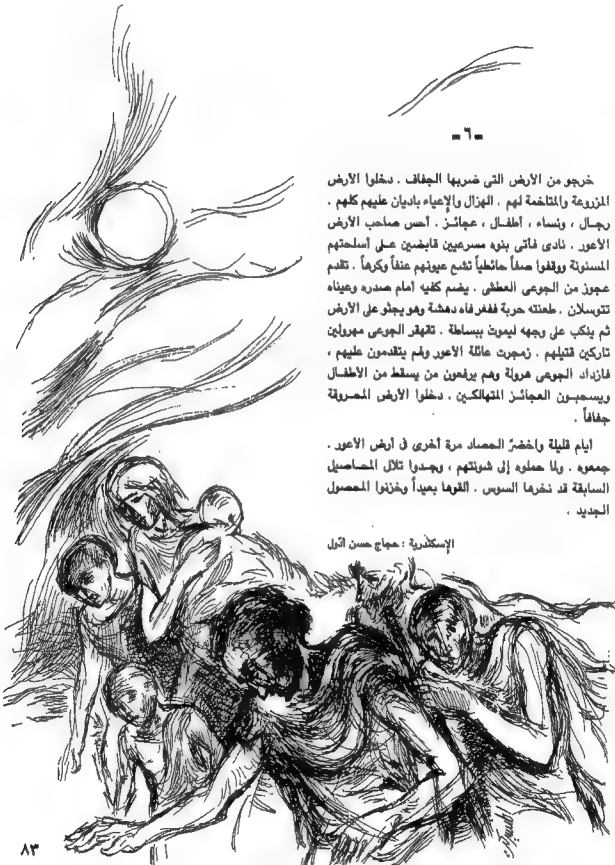 -٦-
خرجو من الأرض التى ضربها الجفاف . دخلوا الأرض
المزروعة والمتاخمة لهم . الهزال والإعياء باديان عليهم كلهم .
رجال ، ونساء ، أطفال ، عجائز . أحس صاحب الأرض
الأعور . نادى فأتى بنوه مسرعيين قابضين على أسلحتهم
المسنونة ووقفوا صفاً حائطياً تشع عيونهم عنفاً وكرهاً . تقدم
عجوز من الجوعى العطشى . يضم كفيه أمام صدره وعيناه
تتوسلان . طعنته حربة ففغر فاه دهشة وهو يجثو على الأرض
ثم ينكب على وجهه ليموت ببساطة . تقهقر الجوعى مهرولين
تاركين قتيلهم . زمجرت عائلة الأعور وهم يتقدمون عليهم ،
فازداد الجوعى هرولة وهم يرفعون من يسقط من الأطفال
ويسحبون العجائز المتهالكين . دخلوا الأرض المحروقة
جفافاً .
أيام قليلة واخضرّ الحصاد مرة أخرى فى أرض الأعور .
جمعوه . ولما حملوه إلى شونتهم ، وجدوا تلال المحاصيل
السابقة قد نخرها السوس . ألقوها بعيداً وخزنوا المحصول
الجديد .
الإسكندرية : حجاج حسن أدول
٨٣